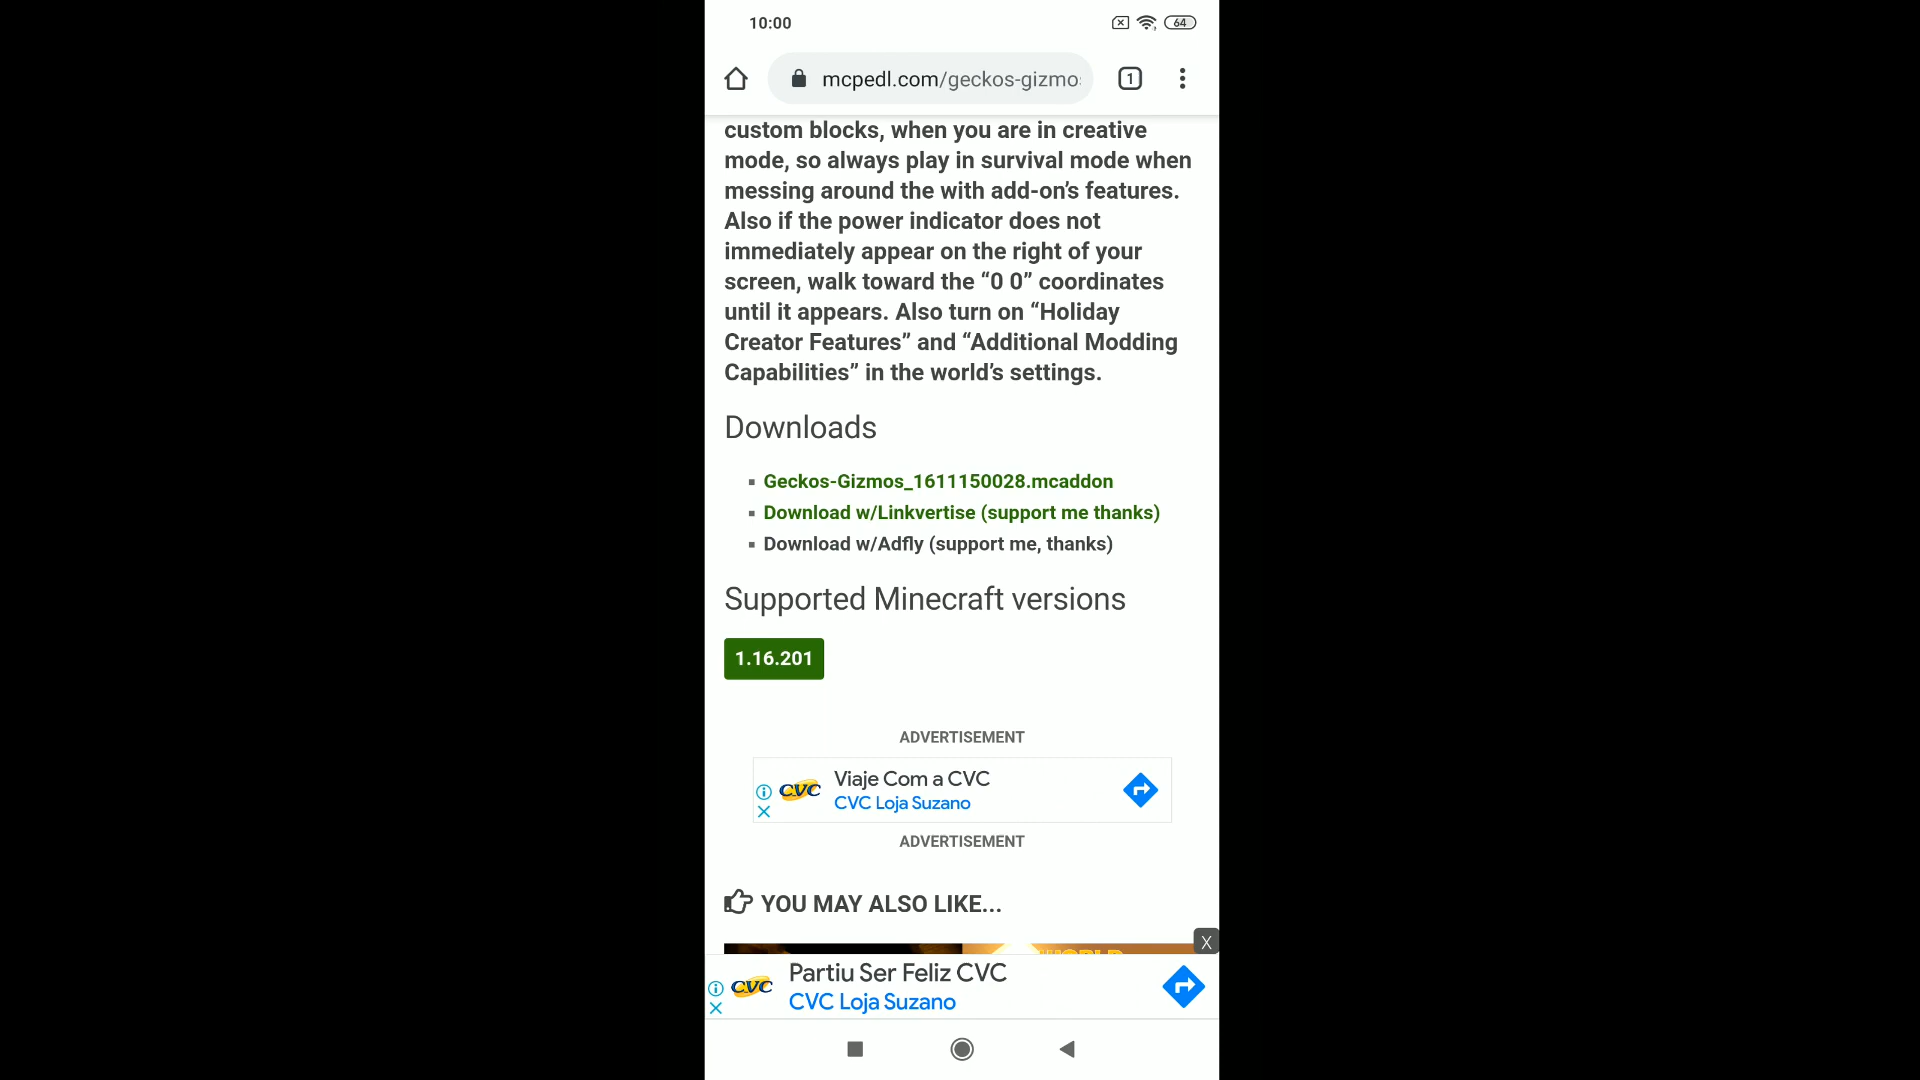 10:00
64
mcpedl.com/geckos-gizmo
1
custom blocks, when you are in creative
mode, so always play in survival mode when
messing around the with add-on’s features.
Also if the power indicator does not
immediately appear on the right of your
screen, walk toward the “0 0” coordinates
until it appears. Also turn on “Holiday
Creator Features” and “Additional Modding
Capabilities” in the world’s settings.
Downloads
Geckos-Gizmos_1611150028.mcaddon
Download w/Linkvertise (support me thanks)
Download w/Adfly (support me, thanks)
Supported Minecraft versions
1.16.201
ADVERTISEMENT
CVC
Viaje Com a CVC
CVC Loja Suzano
ADVERTISEMENT
YOU MAY ALSO LIKE...
X
CVC
Partiu Ser Feliz CVC
CVC Loja Suzano